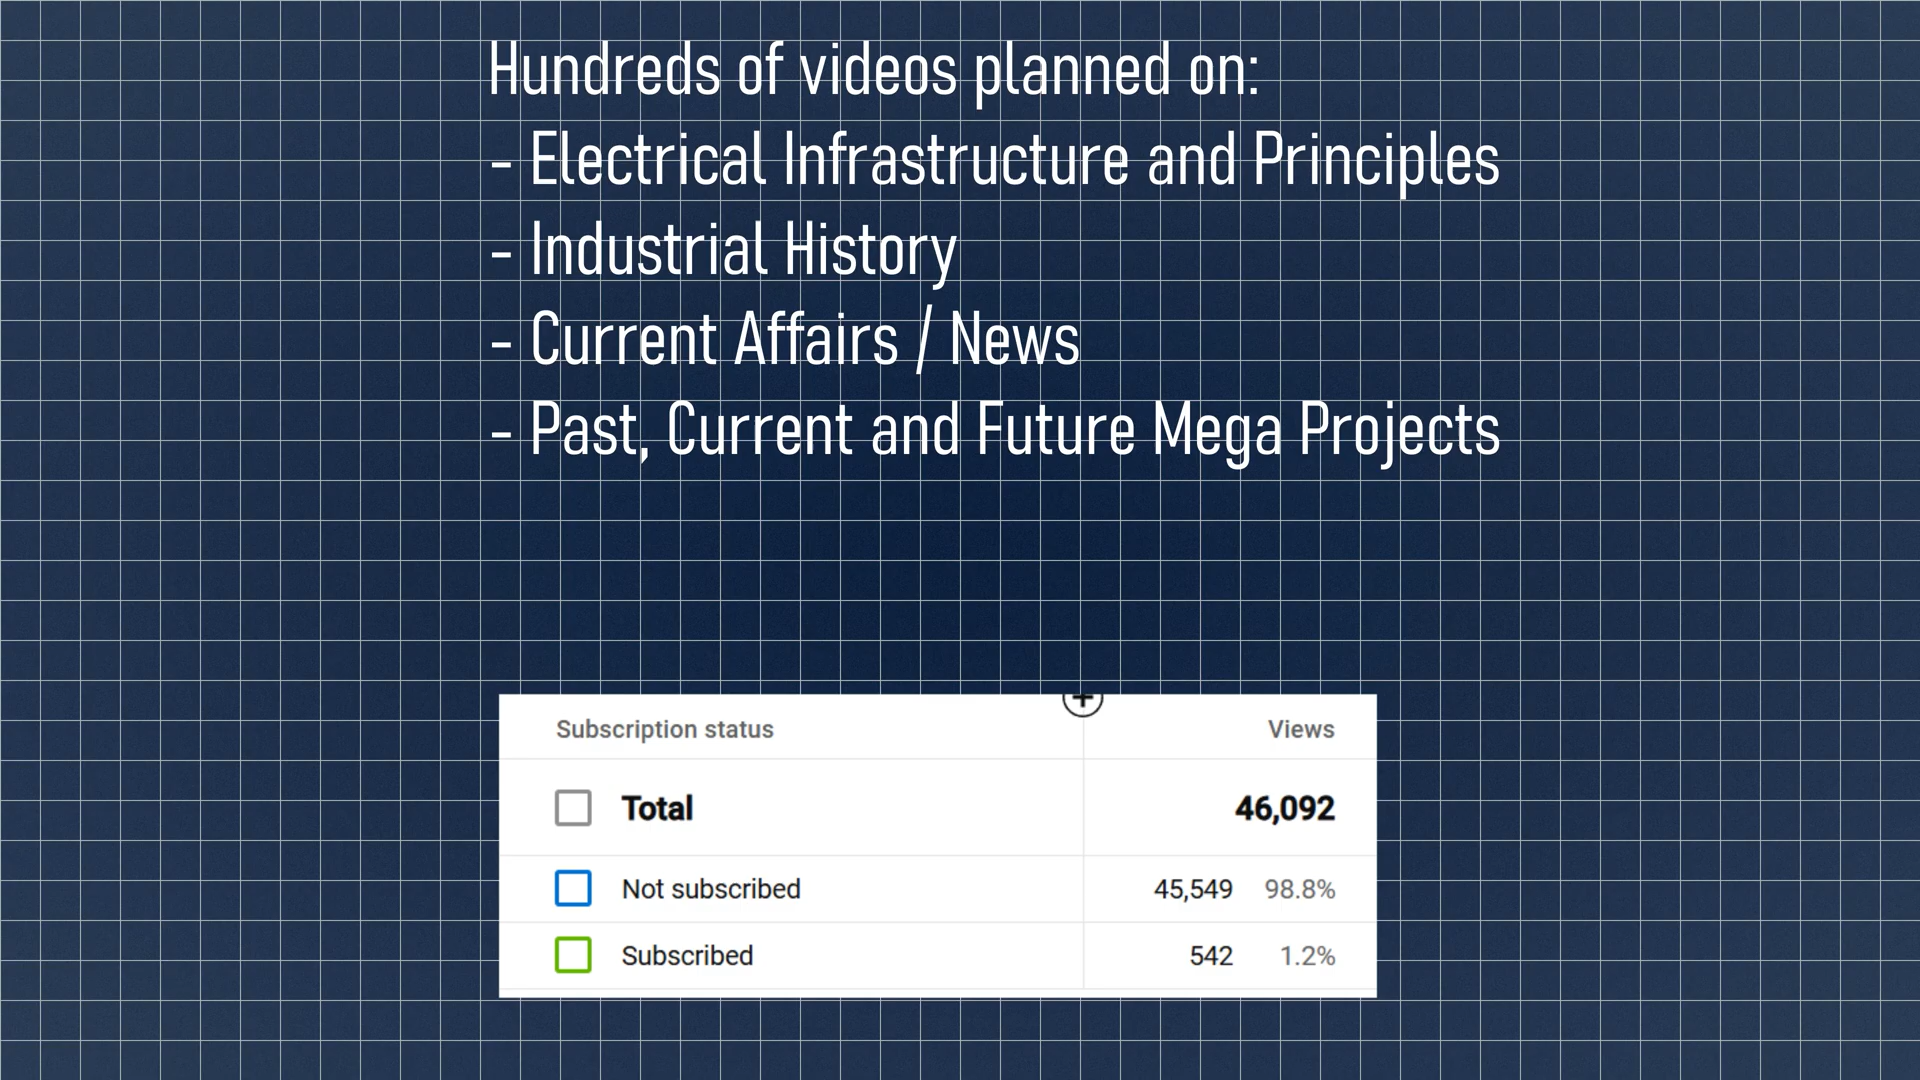 Hundreds of videos planned on:
- Electrical Infrastructure and Principles
- Industrial History
- Current Affairs / News
- Past, Current and Future Mega Projects
Subscription status Views
Total 46,092
Not subscribed 45,549 98.8%
Subscribed 542 1.2%